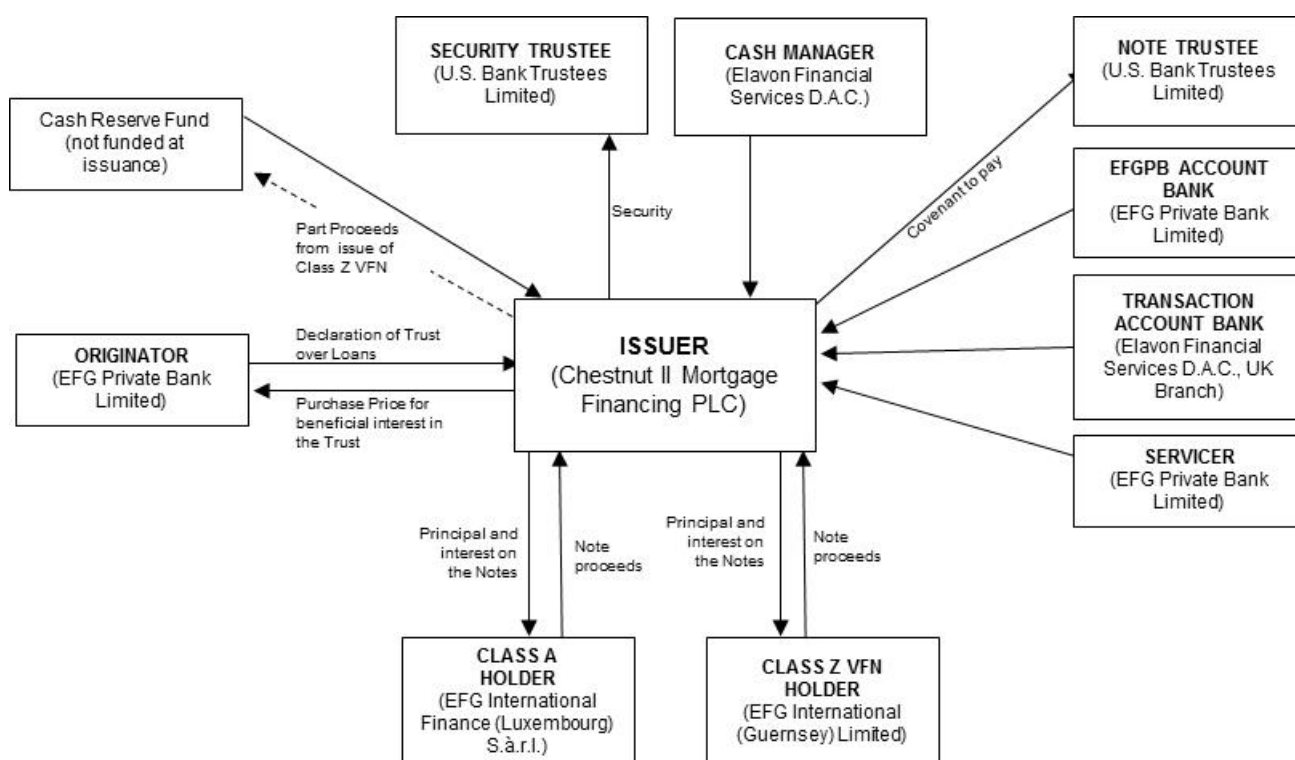 SECURITY TRUSTEE
(U.S. Bank Trustees
Limited)
CASH MANAGER
(Elavon Financial
Services D.A.C.)
NOTE TRUSTEE
(U.S. Bank Trustees
Limited)
Cash Reserve Fund
(not funded at
issuance)
EFGPB ACCOUNT
BANK
(EFG Private Bank
Limited)
Security
Covenant to pay
Part Proceeds
from issue of
Class Z VFN
TRANSACTION
ACCOUNT BANK
(Elavon Financial
Services D.A.C., UK
Branch)
ORIGINATOR
(EFG Private Bank
Limited)
Declaration of Trust
over Loans
Purchase Price for
beneficial interest in
the Trust
ISSUER
(Chestnut II Mortgage
Financing PLC)
SERVICER
(EFG Private Bank
Limited)
Principal and
interest on
the Notes
Note
proceeds
Principal and
interest on
the Notes
Note
proceeds
CLASS A
HOLDER
(EFG International
Finance (Luxembourg)
S.à.r.l.)
CLASS Z VFN
HOLDER
(EFG International
(Guernsey) Limited)